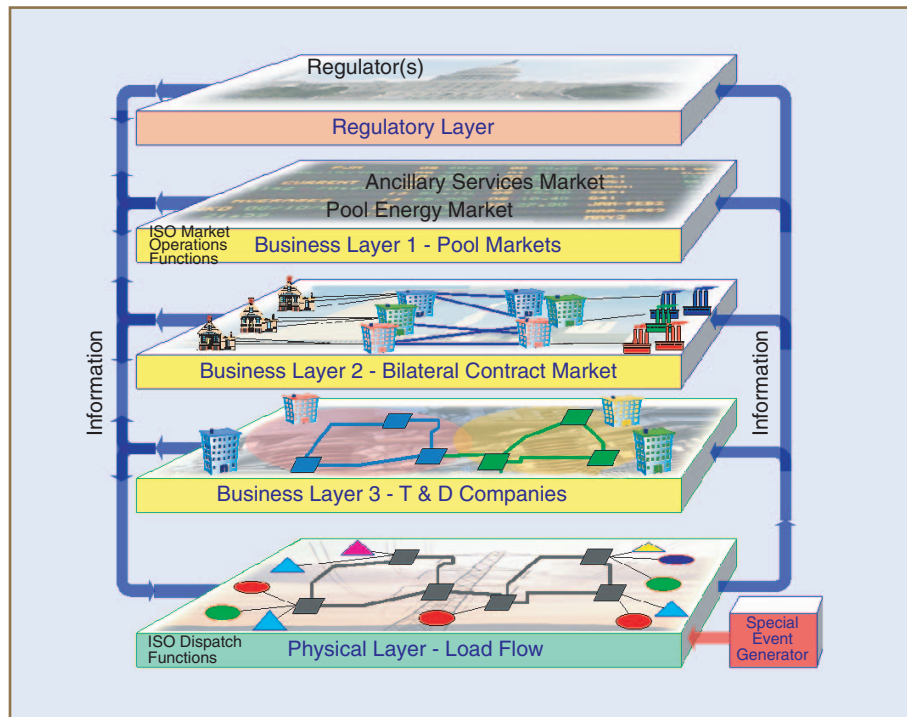 Regulator(s)
Regulatory Layer
Ancillary Services Market
Pool Energy Market
ISO Market
Operations
Functions
Business Layer 1 - Pool Markets
Business Layer 2 - Bilateral Contract Market
Information
Information
Business Layer 3 - T & D Companies
ISO Dispatch
Functions
Physical Layer - Load Flow
Special
Event
Generator